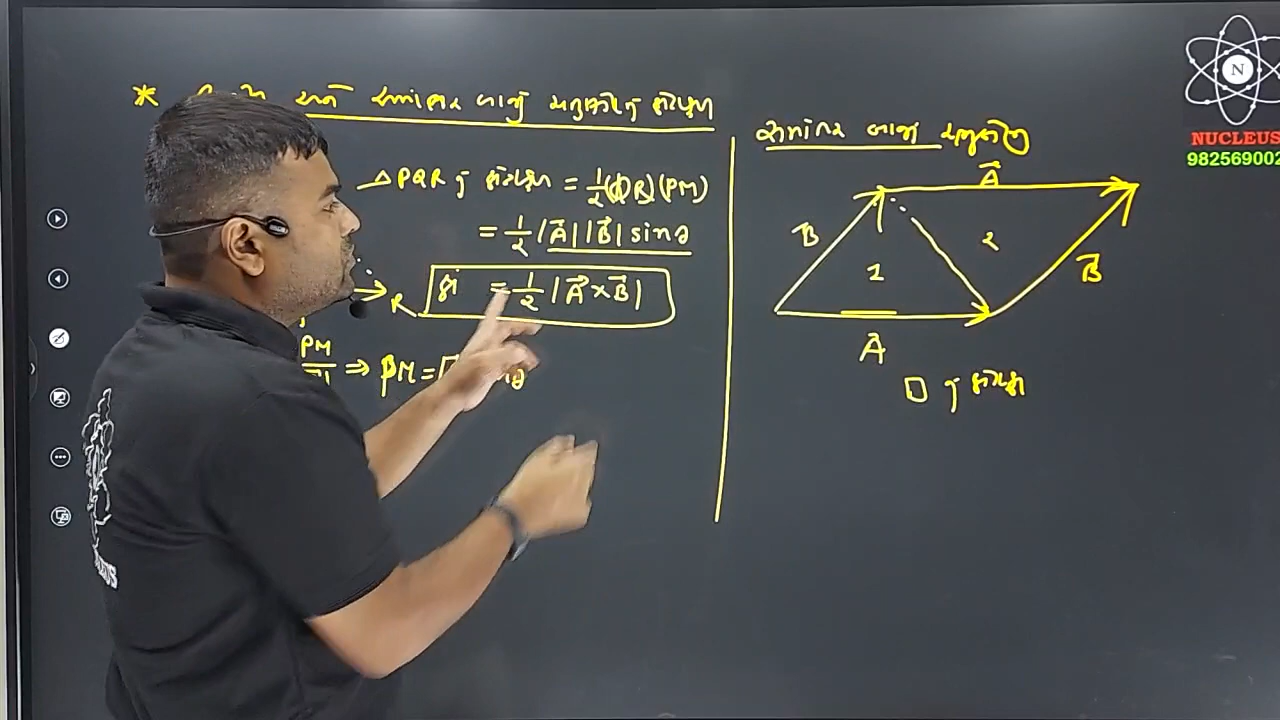 * અને સમાંતર બાજુ ચતુષ્કોણનું ક્ષેત્રફળ
△PQR નું ક્ષેત્રફળ = 1/2 (QR)(PM)
= 1/2 |A⃗||B⃗| sinθ
= 1/2 |A⃗ × B⃗|
R
PM
⇒ PM =
સમાંતર બાજુ ચતુષ્કોણ
A⃗
B⃗
2
1
B⃗
A⃗
□ નું ક્ષેત્રફળ
N
NUCLEUS
982569002